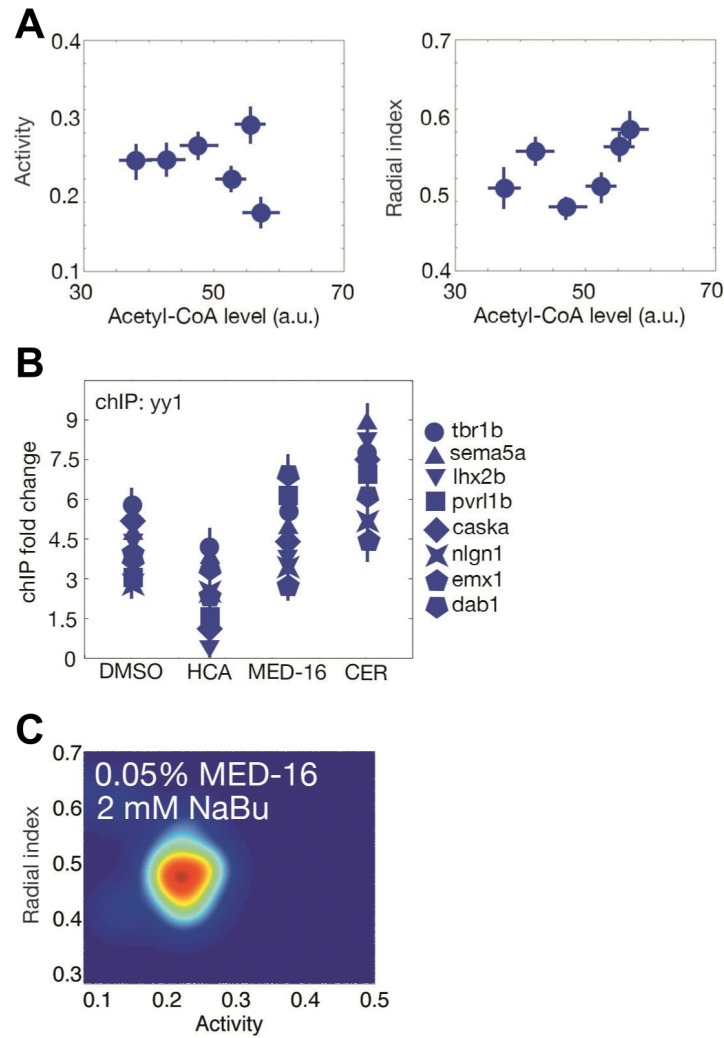 A
0.4
0.3
0.2
0.1
Activity
30
50
70
Acetyl-CoA level (a.u.)
0.7
0.6
0.5
0.4
Radial index
30
50
70
Acetyl-CoA level (a.u.)
B
chIP: yy1
9
7.5
6
4.5
3
1.5
0
chIP fold change
DMSO
HCA
MED-16
CER
tbr1b
sema5a
lhx2b
pvrl1b
caska
nlgn1
emx1
dab1
C
0.05% MED-16
2 mM NaBu
0.7
0.6
0.5
0.4
0.3
Radial index
0.1
0.2
0.3
0.4
0.5
Activity